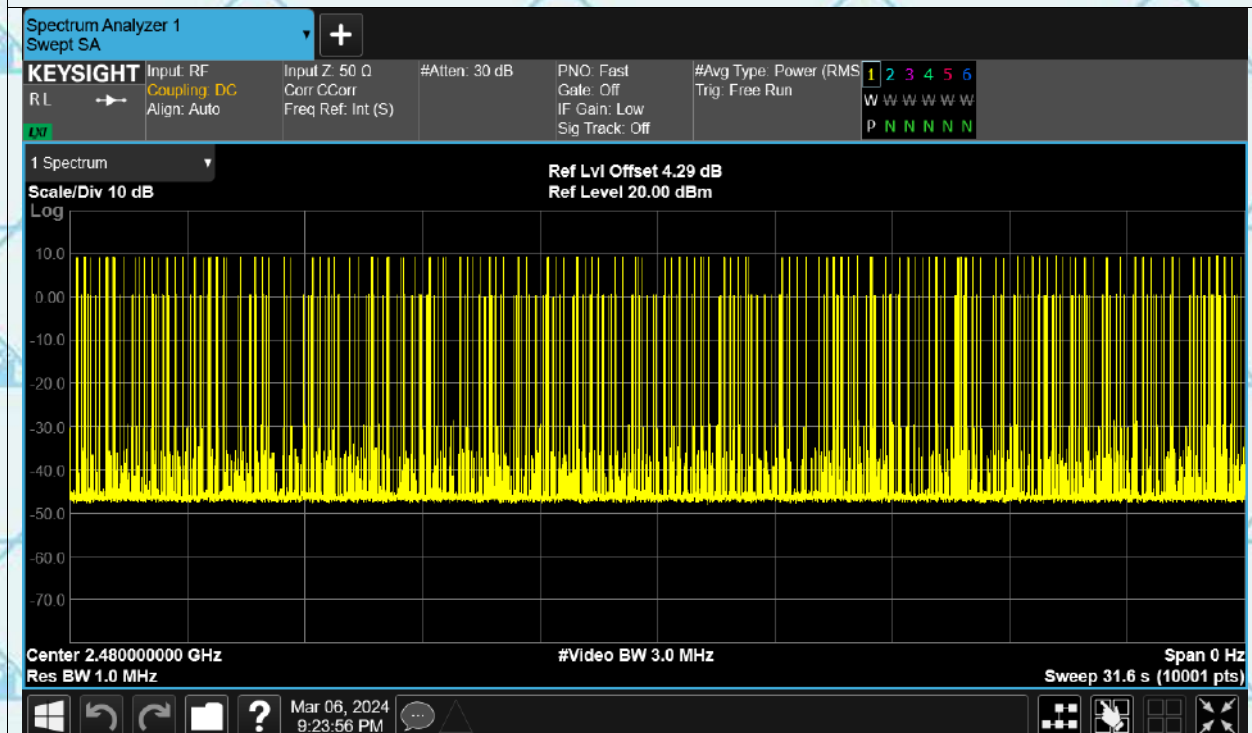 Spectrum Analyzer 1
Swept SA
+
KEYSIGHT
RL
LXI
Input: RF
Coupling: DC
Align: Auto
Input Z: 50 Ω
Corr CCorr
Freq Ref: Int (S)
#Atten: 30 dB
PNO: Fast
Gate: Off
IF Gain: Low
Sig Track: Off
#Avg Type: Power (RMS
Trig: Free Run
1 2 3 4 5 6
W W W W W W
P N N N N N
1 Spectrum
Scale/Div 10 dB
Ref Lvl Offset 4.29 dB
Ref Level 20.00 dBm
Log
10.0
0.00
-10.0
-20.0
-30.0
-40.0
-50.0
-60.0
-70.0
Center 2.480000000 GHz
Res BW 1.0 MHz
#Video BW 3.0 MHz
Span 0 Hz
Sweep 31.6 s (10001 pts)
?
Mar 06, 2024
9:23:56 PM